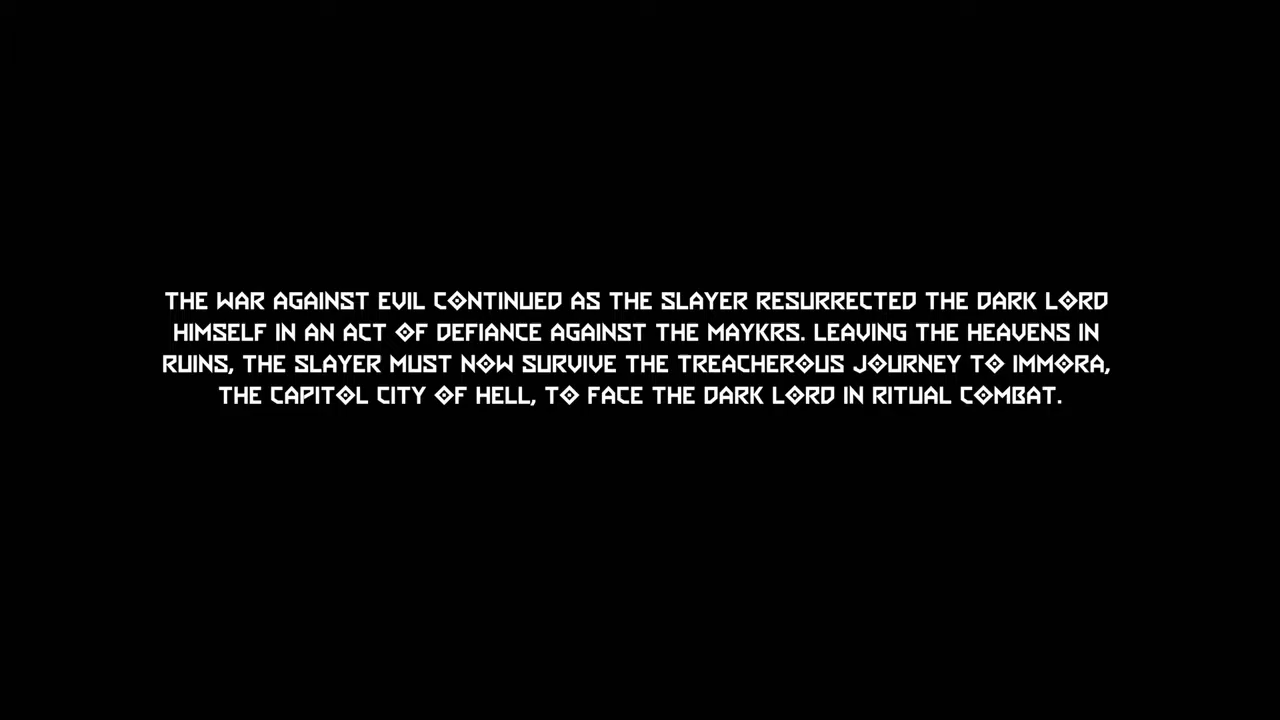 THE WAR AGAINST EVIL CONTINUED AS THE SLAYER RESURRECTED THE DARK LORD
HIMSELF IN AN ACT OF DEFIANCE AGAINST THE MAYKRS. LEAVING THE HEAVENS IN
RUINS, THE SLAYER MUST NOW SURVIVE THE TREACHEROUS JOURNEY TO IMMORA,
THE CAPITOL CITY OF HELL, TO FACE THE DARK LORD IN RITUAL COMBAT.